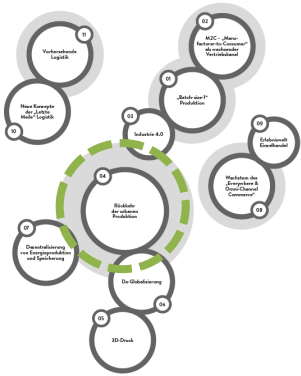 11
Vorhersehende
Logistik
Neue Konzepte
der „Letzte
Meile" Logistik
10
02
M2C – „Manu-
facturer-to-Consumer"
als wachsender
Vertriebskanal
01
„Batch-size-1"
Produktion
03
Industrie 4.0
09
Erlebniswelt
Einzelhandel
Wachstum des
„Everywhere &
Omni-Channel
Commerce"
08
04
Rückkehr
der urbanen
Produktion
07
Dezentralisierung
von Energieproduktion
und Speicherung
De Globalisierung
06
05
3D-Druck